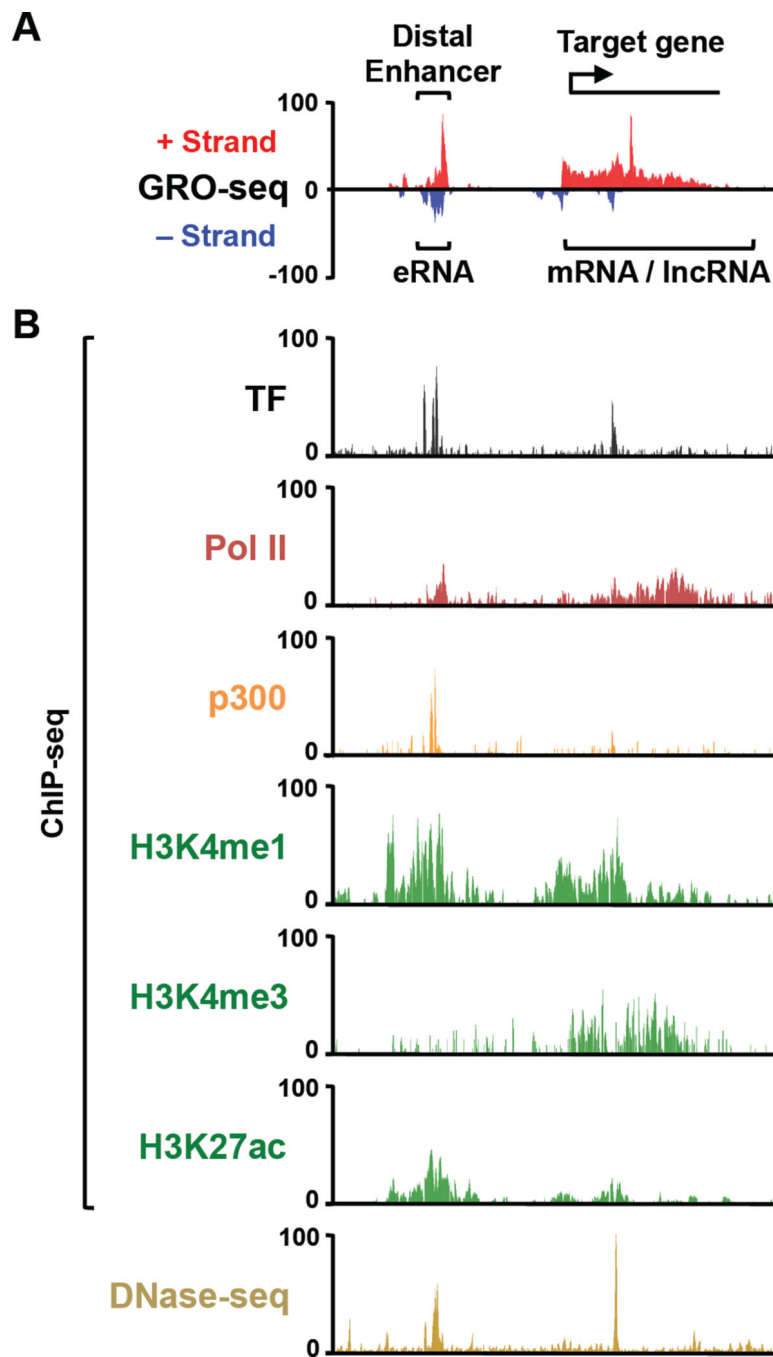 A
Distal
Enhancer
Target gene
100
+ Strand
GRO-seq
0
– Strand
-100
eRNA
mRNA / lncRNA
B
ChIP-seq
100
TF
0
100
Pol II
0
100
p300
0
100
H3K4me1
0
100
H3K4me3
0
100
H3K27ac
0
100
DNase-seq
0